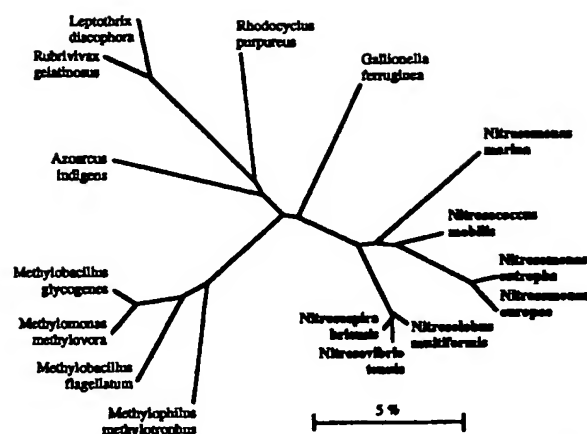 Leptothrix
discophora
Rubrivivax
gelatinosus
Rhodocyclus
purpureus
Gallionella
ferruginea
Azoarcus
indigens
Nitrosomonas
marina
Nitrosococcus
mobilis
Nitrosomonas
eutropha
Nitrosomonas
europaea
Methylobacillus
glycogenes
Methylomonas
methylovora
Methylobacillus
flagellatum
Methylophilus
methylotrophus
Nitrosospira
briensis
Nitrosolobus
multiformis
Nitrosovibrio
tenuis
5 %